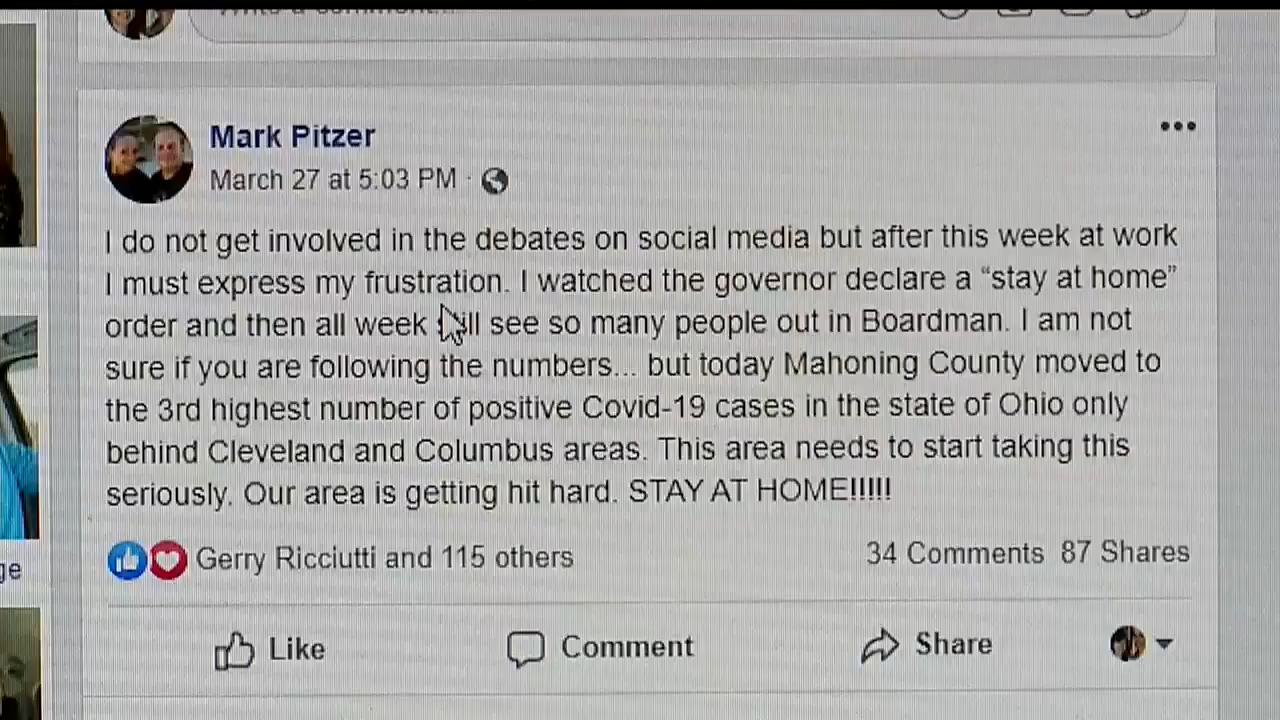 Mark Pitzer
March 27 at 5:03 PM ·
I do not get involved in the debates on social media but after this week at work
I must express my frustration. I watched the governor declare a “stay at home”
order and then all week still see so many people out in Boardman. I am not
sure if you are following the numbers... but today Mahoning County moved to
the 3rd highest number of positive Covid-19 cases in the state of Ohio only
behind Cleveland and Columbus areas. This area needs to start taking this
seriously. Our area is getting hit hard. STAY AT HOME!!!!!
Gerry Ricciutti and 115 others
34 Comments 87 Shares
ge
Like
Comment
Share